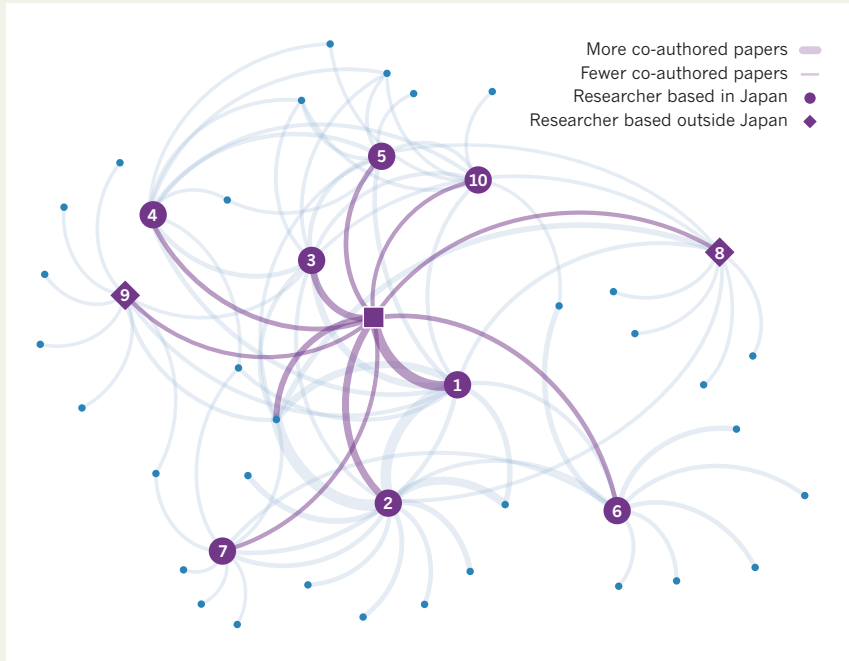 More co-authored papers
Fewer co-authored papers
Researcher based in Japan
Researcher based outside Japan
5
10
4
3
8
9
1
2
6
7